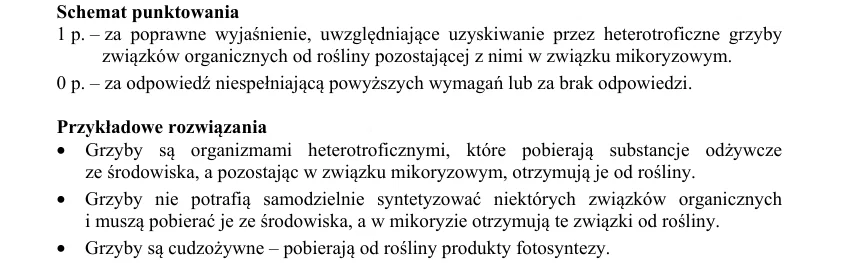 Schemat punktowania
1 p. – za poprawne wyjaśnienie, uwzględniające uzyskiwanie przez heterotroficzne grzyby
związków organicznych od rośliny pozostającej z nimi w związku mikoryzowym.
0 p. – za odpowiedź niespełniającą powyższych wymagań lub za brak odpowiedzi.
Przykładowe rozwiązania
• Grzyby są organizmami heterotroficznymi, które pobierają substancje odżywcze
ze środowiska, a pozostając w związku mikoryzowym, otrzymują je od rośliny.
• Grzyby nie potrafią samodzielnie syntetyzować niektórych związków organicznych
i muszą pobierać je ze środowiska, a w mikoryzie otrzymują te związki od rośliny.
• Grzyby są cudzożywne – pobierają od rośliny produkty fotosyntezy.